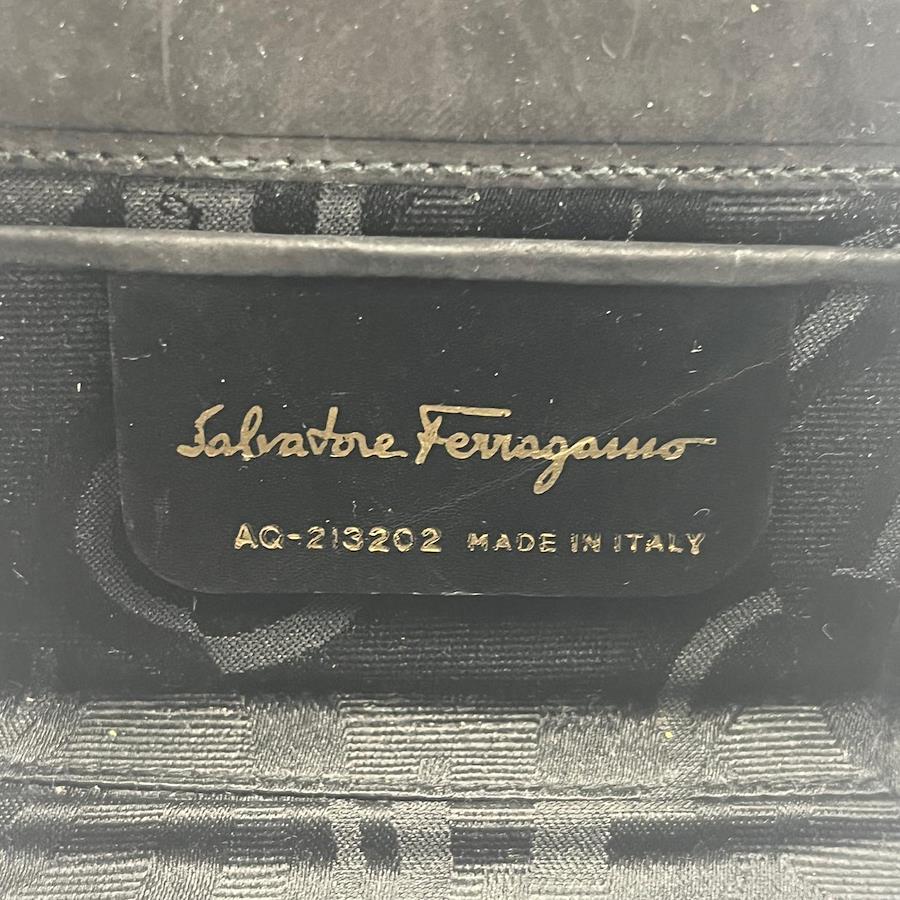 Salvatore Ferragamo
AQ-213202 MADE IN ITALY